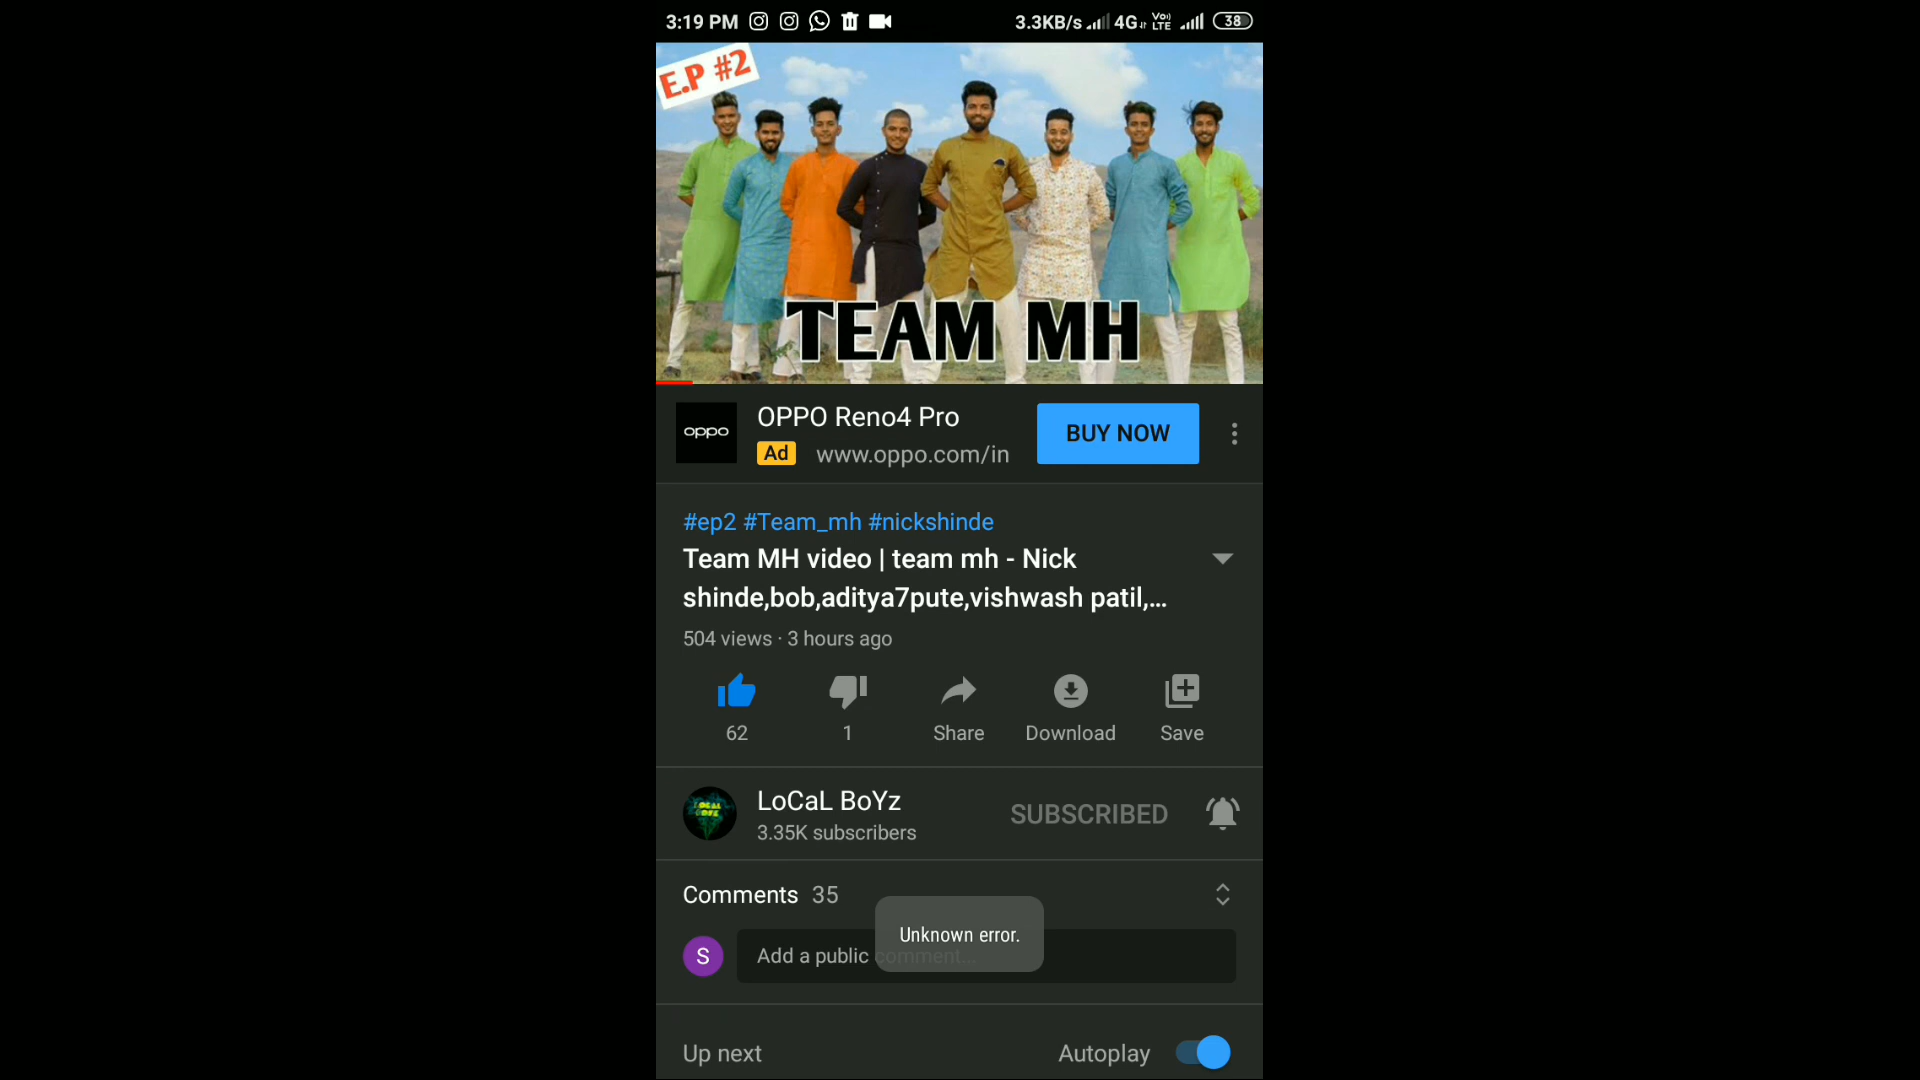 3:19 PM
3.3KB/s 4G VoLTE 38
E.P #2
TEAM MH
oppo
OPPO Reno4 Pro
Ad www.oppo.com/in
BUY NOW
#ep2 #Team_mh #nickshinde
Team MH video | team mh - Nick
shinde,bob,aditya7pute,vishwash patil,...
504 views · 3 hours ago
62
1
Share
Download
Save
LOCAL BOYZ
LoCaL BoYz
3.35K subscribers
SUBSCRIBED
Comments 35
S
Add a public comment...
Unknown error.
Up next
Autoplay